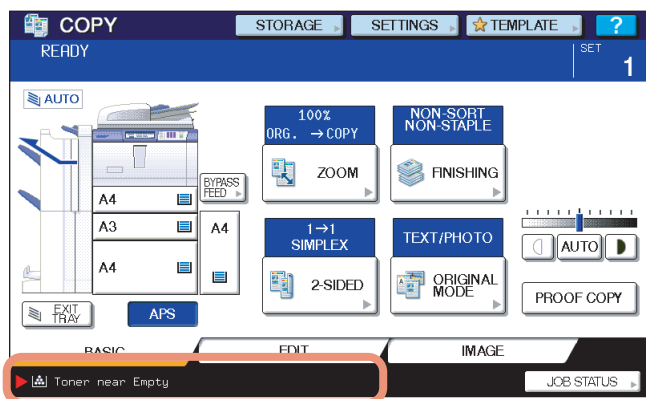 COPY
STORAGE
SETTINGS
TEMPLATE
?
READY
SET
1
AUTO
100%
ORG. →COPY
NON-SORT
NON-STAPLE
ZOOM
FINISHING
BYPASS
FEED
A4
A3
A4
A4
1→1
SIMPLEX
TEXT/PHOTO
2-SIDED
ORIGINAL
MODE
AUTO
PROOF COPY
EXIT
TRAY
APS
BASIC
EDIT
IMAGE
Toner near Empty
JOB STATUS